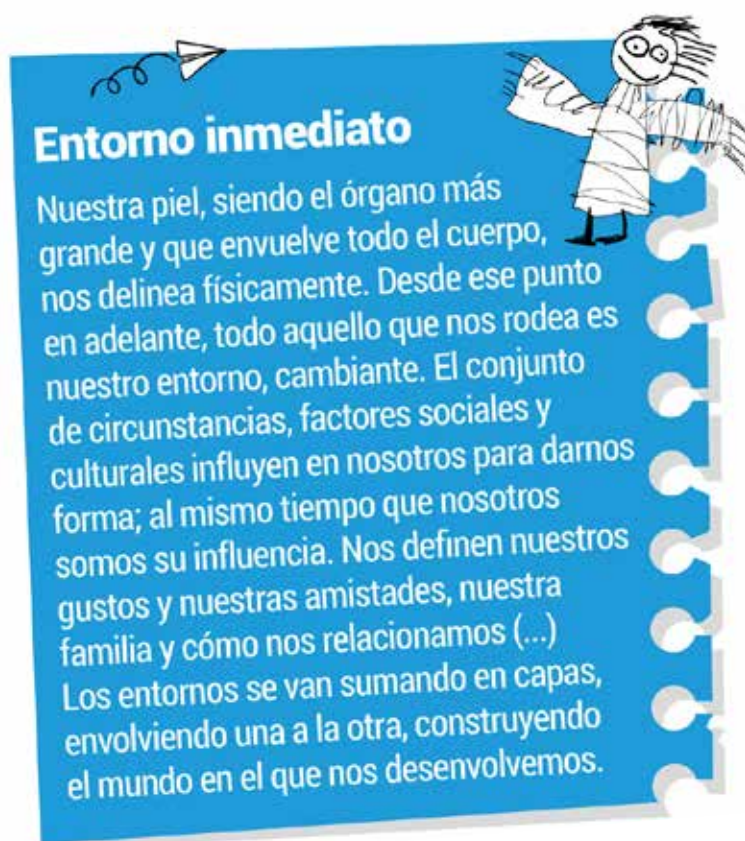 Entorno inmediato
Nuestra piel, siendo el órgano más
grande y que envuelve todo el cuerpo,
nos delinea físicamente. Desde ese punto
en adelante, todo aquello que nos rodea es
nuestro entorno, cambiante. El conjunto
de circunstancias, factores sociales y
culturales influyen en nosotros para darnos
forma; al mismo tiempo que nosotros
somos su influencia. Nos definen nuestros
gustos y nuestras amistades, nuestra
familia y cómo nos relacionamos (...)
Los entornos se van sumando en capas,
envolviendo una a la otra, construyendo
el mundo en el que nos desenvolvemos.